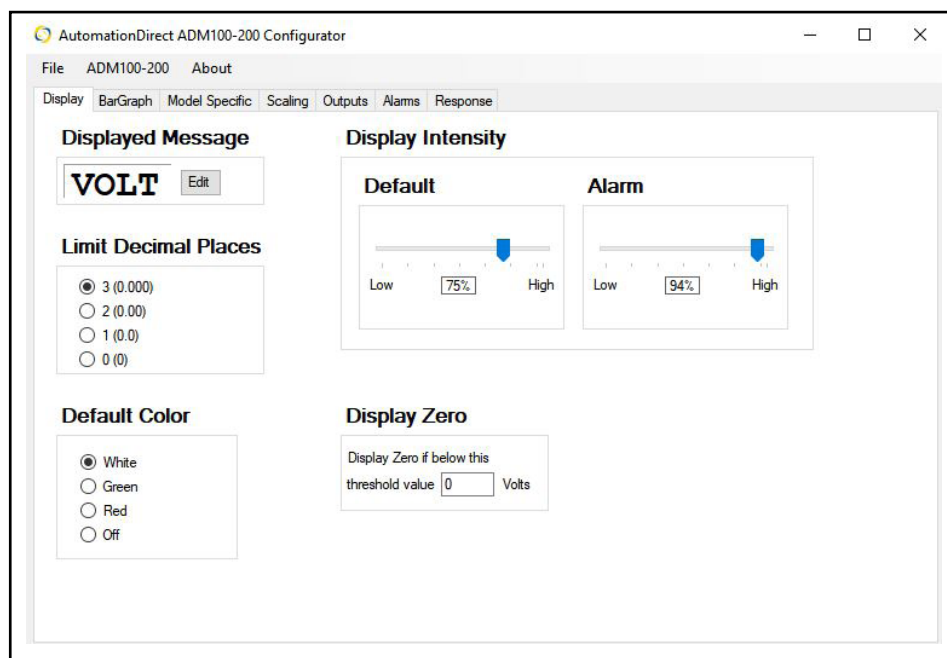 AutomationDirect ADM100-200 Configurator
File ADM100-200 About
Display BarGraph Model Specific Scaling Outputs Alarms Response
Displayed Message
VOLT Edit
Limit Decimal Places
3 (0.000)
2 (0.00)
1 (0.0)
0 (0)
Default Color
White
Green
Red
Off
Display Intensity
Default
Low 75% High
Alarm
Low 94% High
Display Zero
Display Zero if below this
threshold value 0 Volts